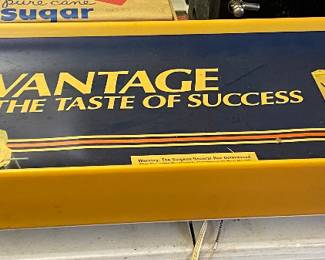 pure cane
sugar
VANTAGE
THE TASTE OF SUCCESS
Warning: The Surgeon General Has Determined